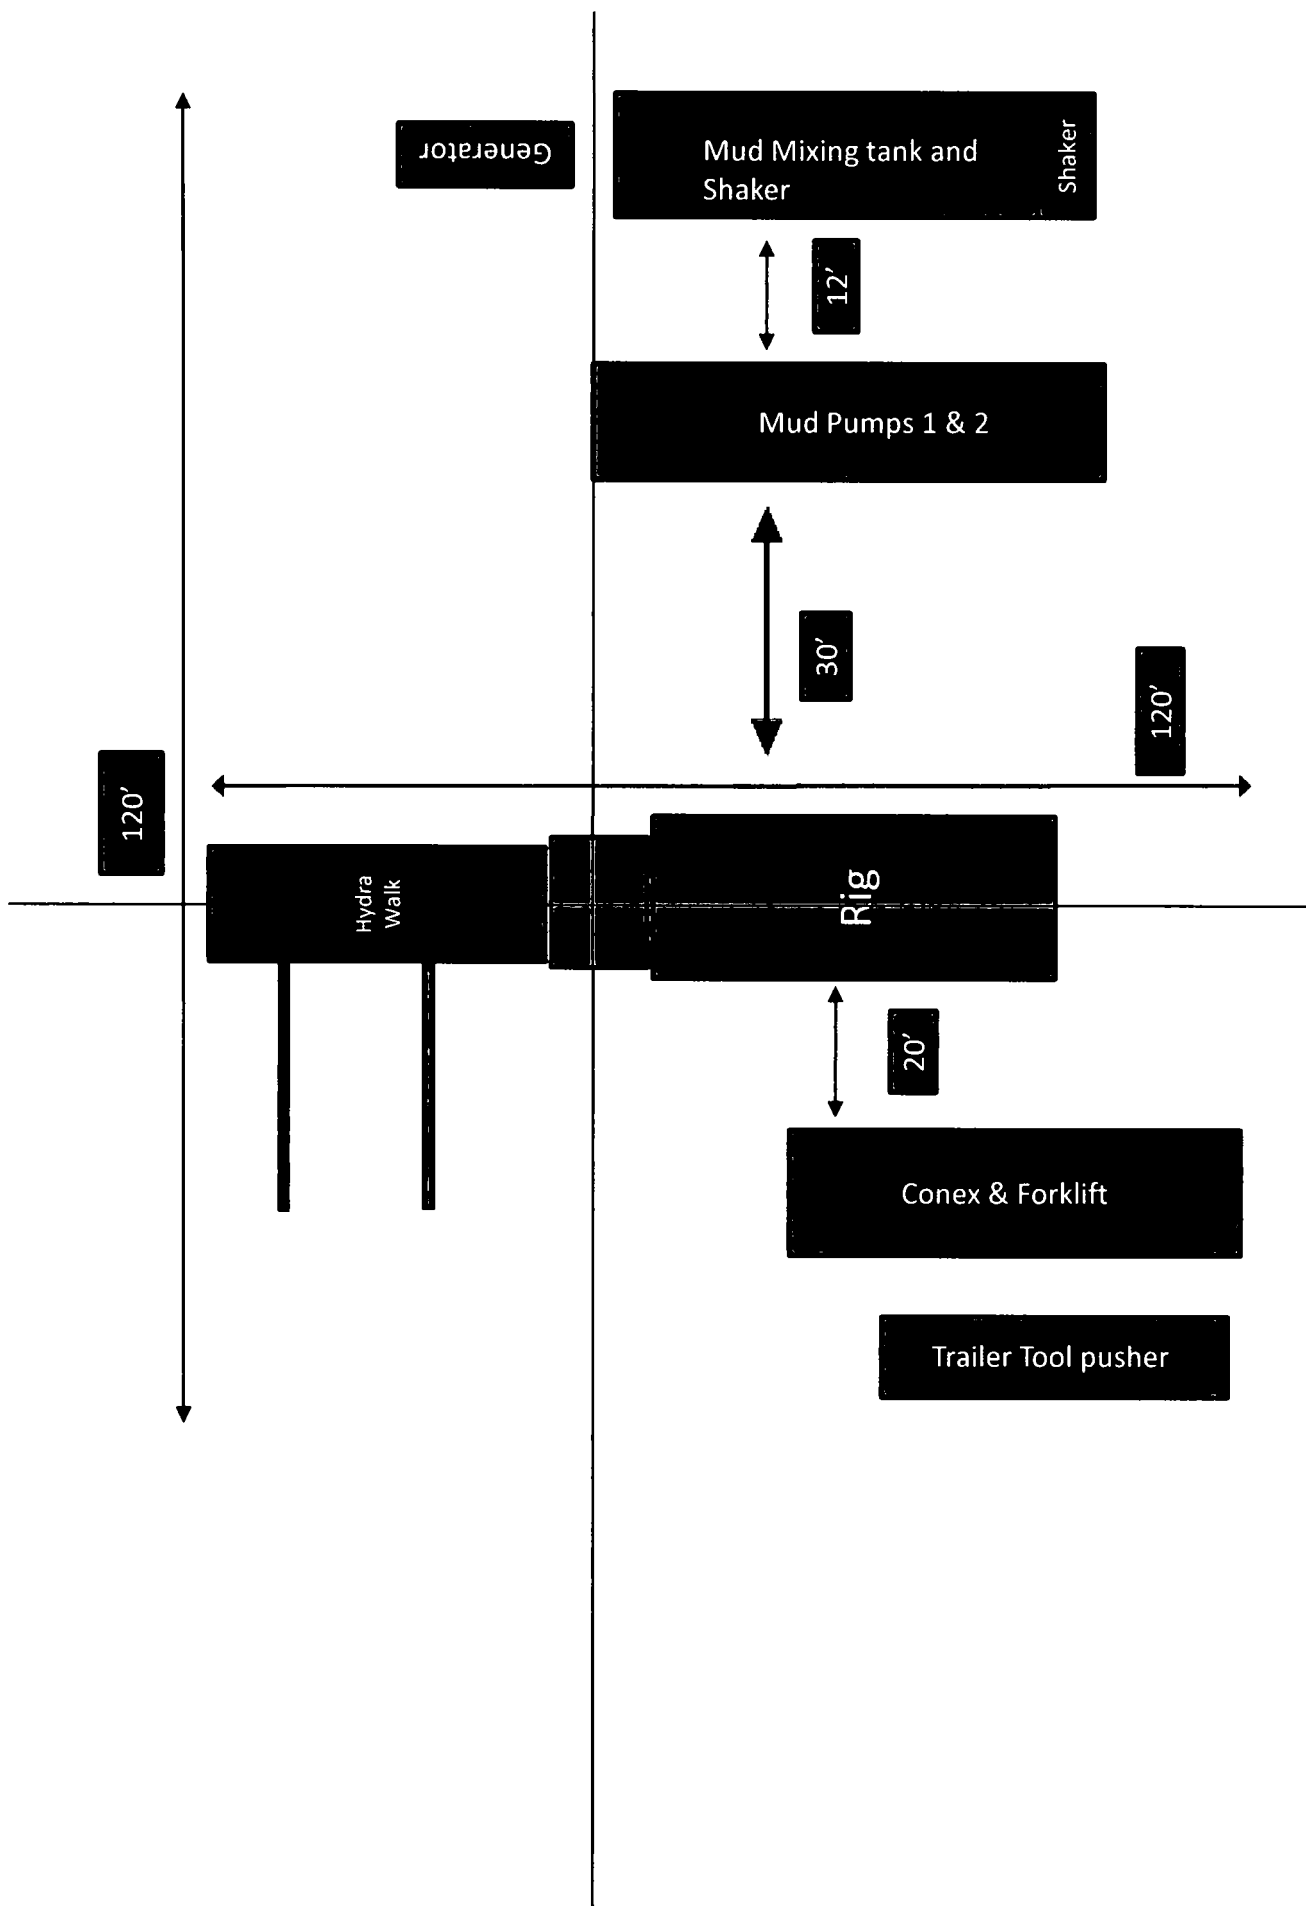 Generator
Mud Mixing tank and
Shaker
Shaker
12’
Mud Pumps 1 & 2
30’
120’
120’
Hydra
Walk
Rig
20’
Conex & Forklift
Trailer Tool pusher